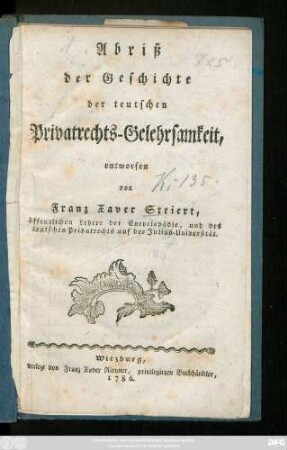 Abriß
der Geschichte
der teutschen
Privatrechts-Gelehrsamkeit,
entworfen
von
Franz Xaver Steiert,
öffentlichen Lehrer der Encyclopädie, und des
teutschen Privatrechts auf der Julius-Universität.
Ki 135.
Wirzburg,
verlegt von Franz Xaver Rienner, privilegirten Buchhändler,
1786.